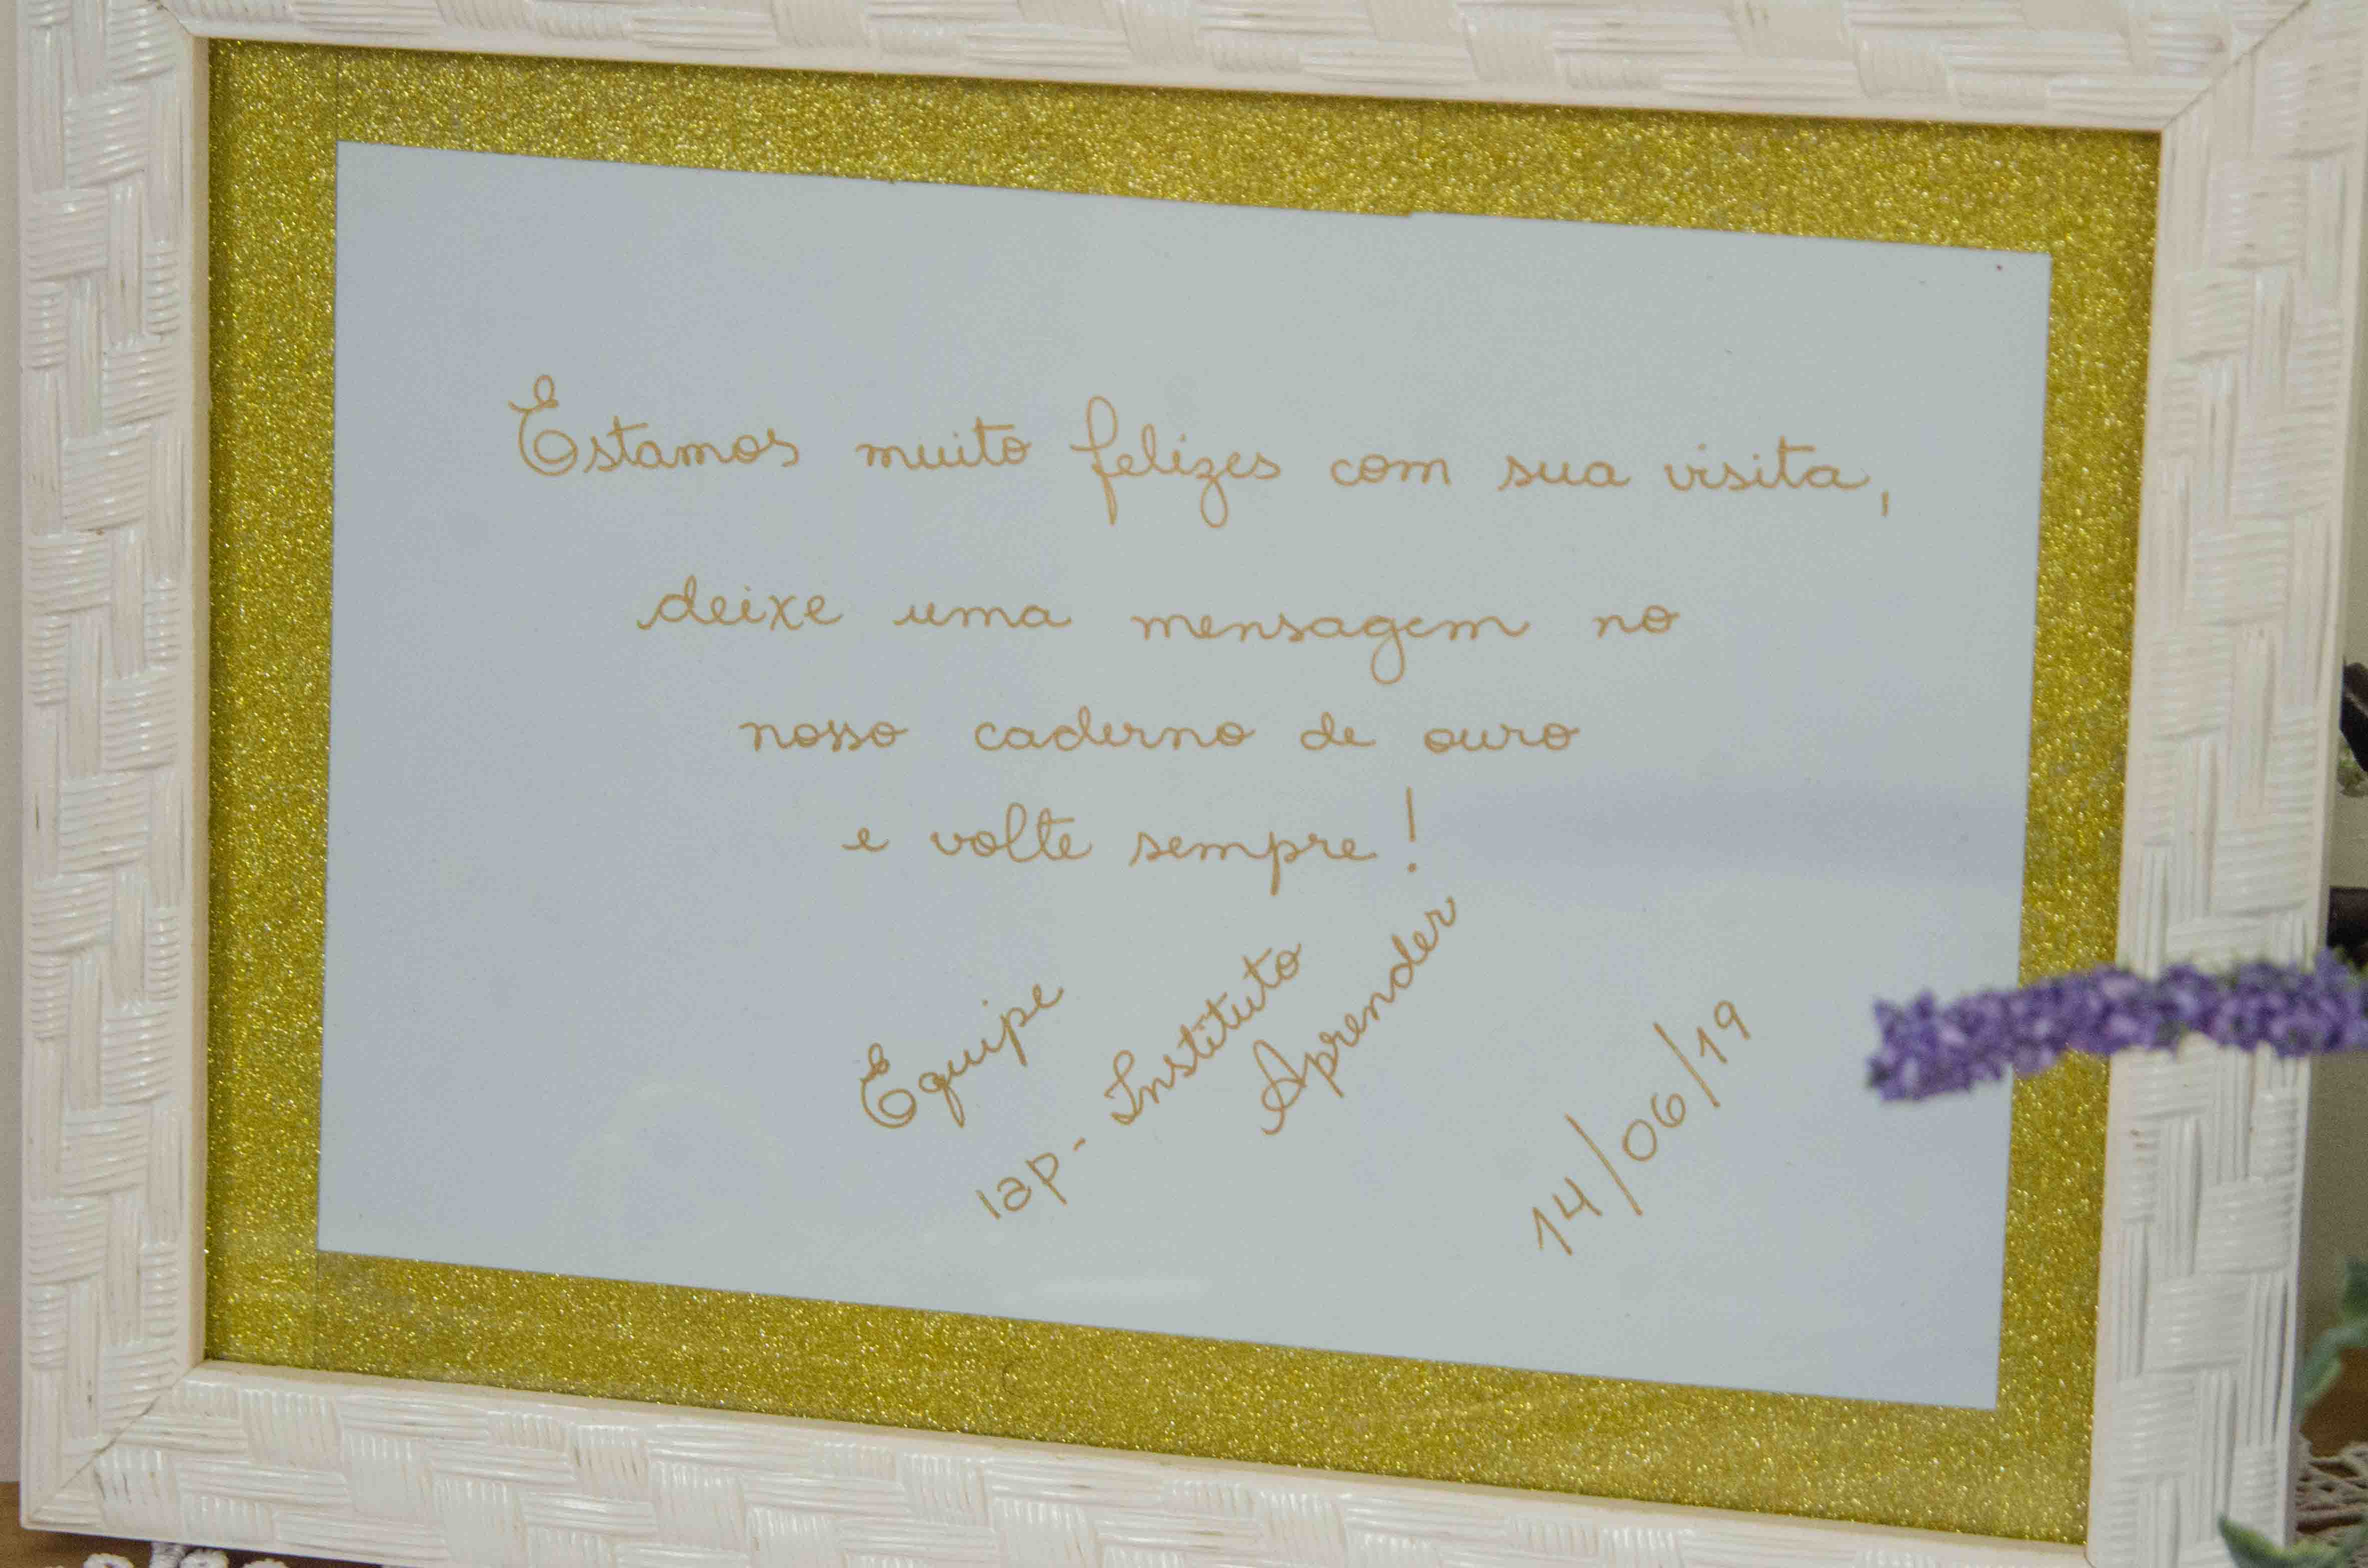 Estamos muito felizes com sua visita,
deixe uma mensagem no
nosso caderno de ouro
e volte sempre!
Equipe
iap - Instituto
Aprender
14/06/19